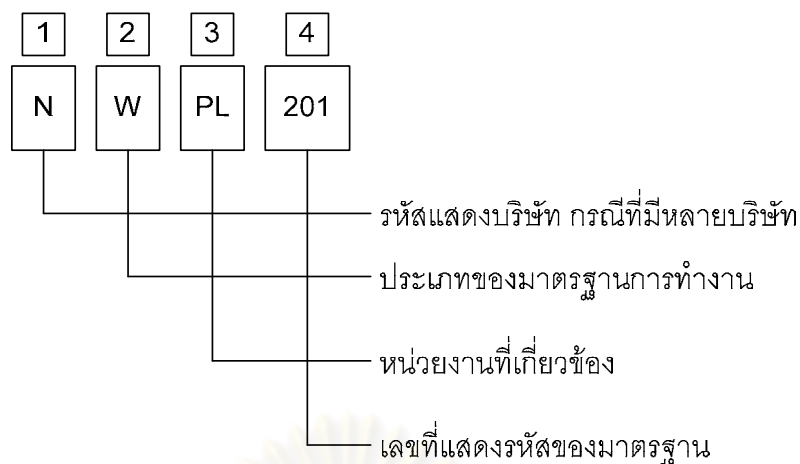 1 2 3 4
N W PL 201
รหัสแสดงบริษัท กรณีที่มีหลายบริษัท
ประเภทของมาตรฐานการทำงาน
หน่วยงานที่เกี่ยวข้อง
เลขที่แสดงรหัสของมาตรฐาน